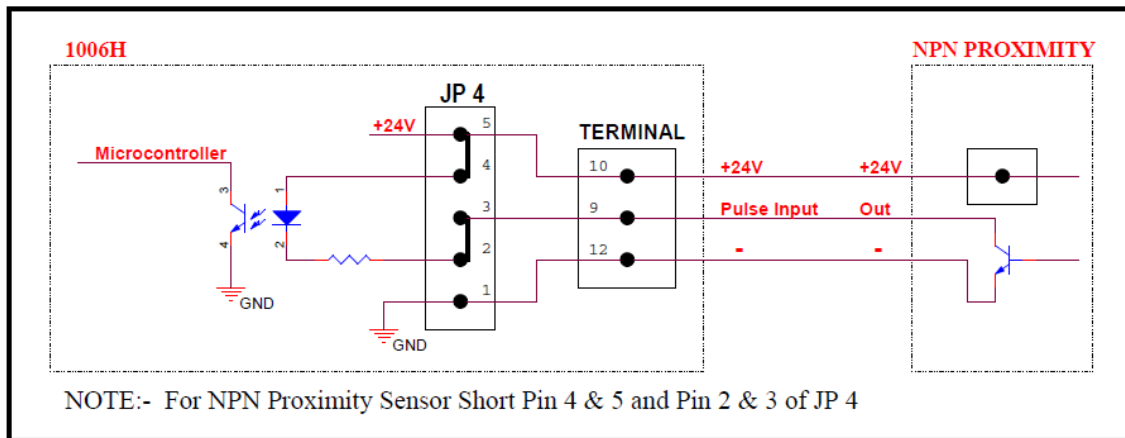 1006H
NPN PROXIMITY
JP 4
+24V
5
TERMINAL
Microcontroller
4
10
+24V
+24V
3
1
3
9
Pulse Input
Out
4
2
2
12
-
-
1
GND
GND
NOTE:- For NPN Proximity Sensor Short Pin 4 & 5 and Pin 2 & 3 of JP 4